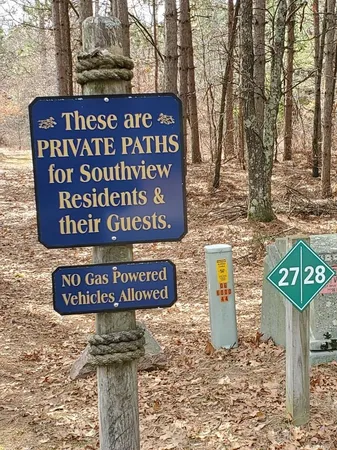 These are
PRIVATE PATHS
for Southview
Residents &
their Guests.
NO Gas Powered
Vehicles Allowed
27 28